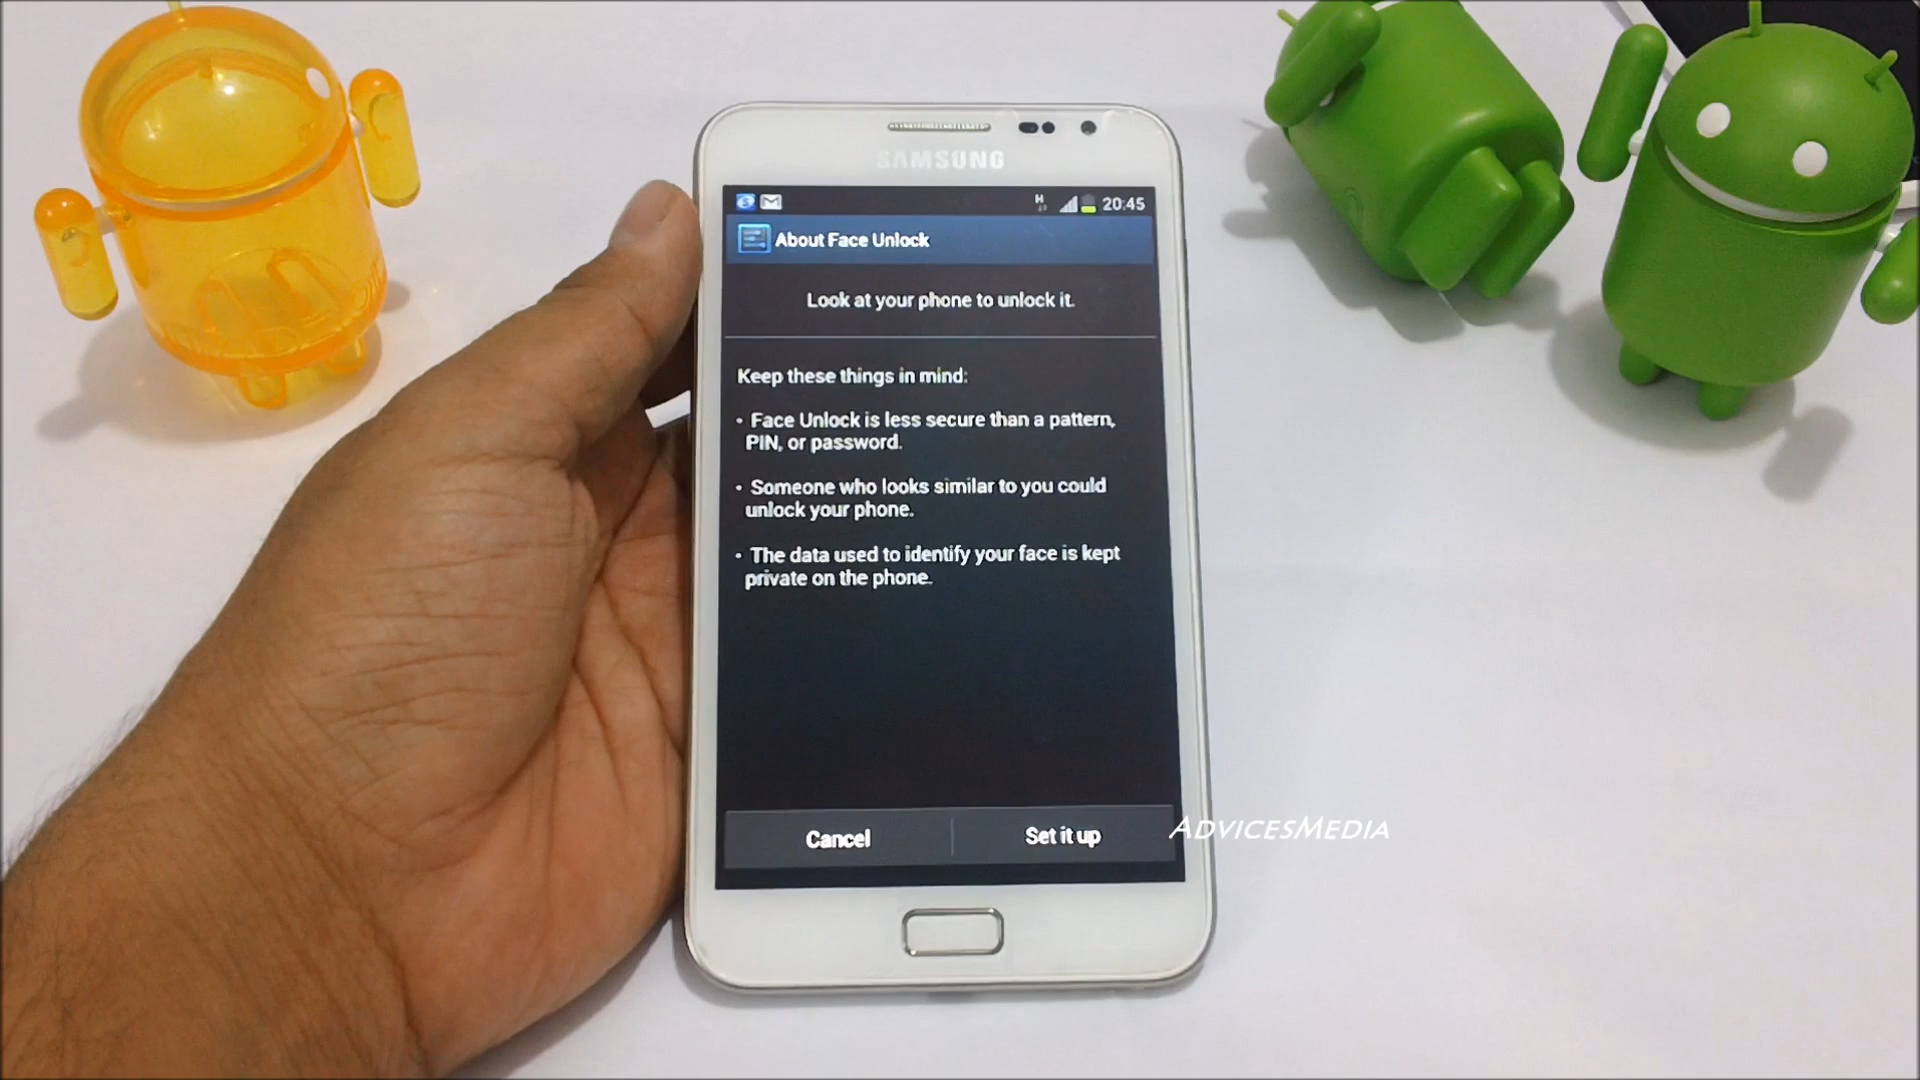 SAMSUNG
H
20:45
About Face Unlock
Look at your phone to unlock it.
Keep these things in mind:
• Face Unlock is less secure than a pattern,
PIN, or password.
• Someone who looks similar to you could
unlock your phone.
• The data used to identify your face is kept
private on the phone.
Cancel
Set it up
ADVICESMEDIA